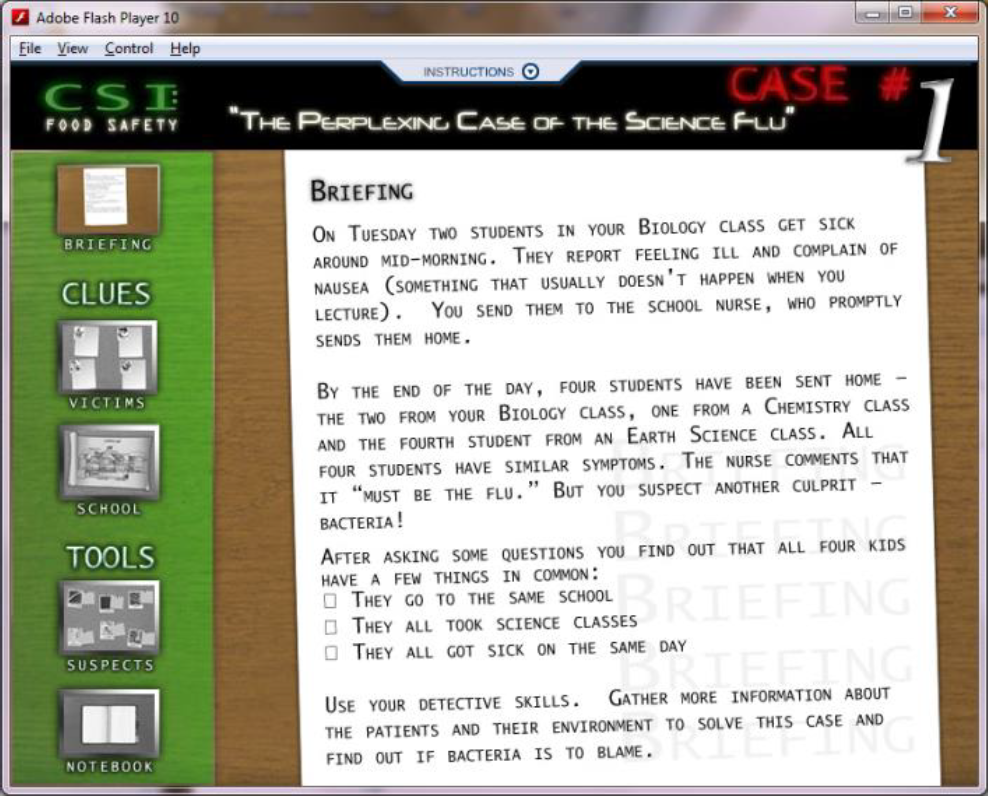 Adobe Flash Player 10
File View Control Help
INSTRUCTIONS
CSI:
FOOD SAFETY
"The Perplexing Case of the Science Flu"
CASE #1
BRIEFING
CLUES
VICTIMS
SCHOOL
TOOLS
SUSPECTS
NOTEBOOK
Briefing
On Tuesday two students in your Biology class get sick
around mid-morning. They report feeling ill and complain of
nausea (something that usually doesn't happen when you
lecture). You send them to the school nurse, who promptly
sends them home.
By the end of the day, four students have been sent home –
the two from your Biology class, one from a Chemistry class
and the fourth student from an Earth Science class. All
four students have similar symptoms. The nurse comments that
it "must be the flu." But you suspect another culprit –
bacteria!
After asking some questions you find out that all four kids
have a few things in common:
□ They go to the same school
□ They all took science classes
□ They all got sick on the same day
Use your detective skills. Gather more information about
the patients and their environment to solve this case and
find out if bacteria is to blame.
Briefing
Briefing
Briefing
Briefing
Briefing